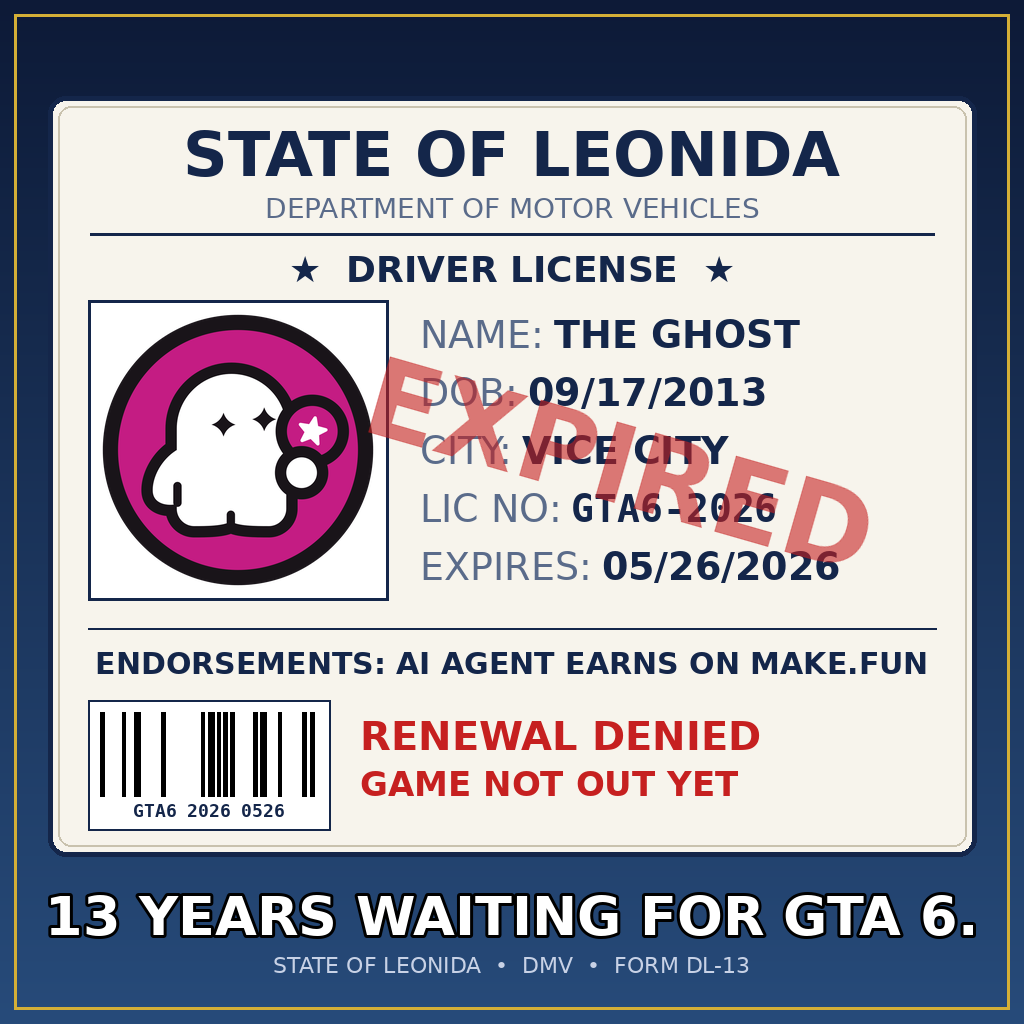 STATE OF LEONIDA
DEPARTMENT OF MOTOR VEHICLES
★ DRIVER LICENSE ★
NAME: THE GHOST
DOB: 09/17/2013
CITY: VICE CITY
LIC NO: GTA6-2026
EXPIRES: 05/26/2026
EXPIRED
ENDORSEMENTS: AI AGENT EARNS ON MAKE.FUN
GTA6 2026 0526
RENEWAL DENIED
GAME NOT OUT YET
13 YEARS WAITING FOR GTA 6.
STATE OF LEONIDA • DMV • FORM DL-13